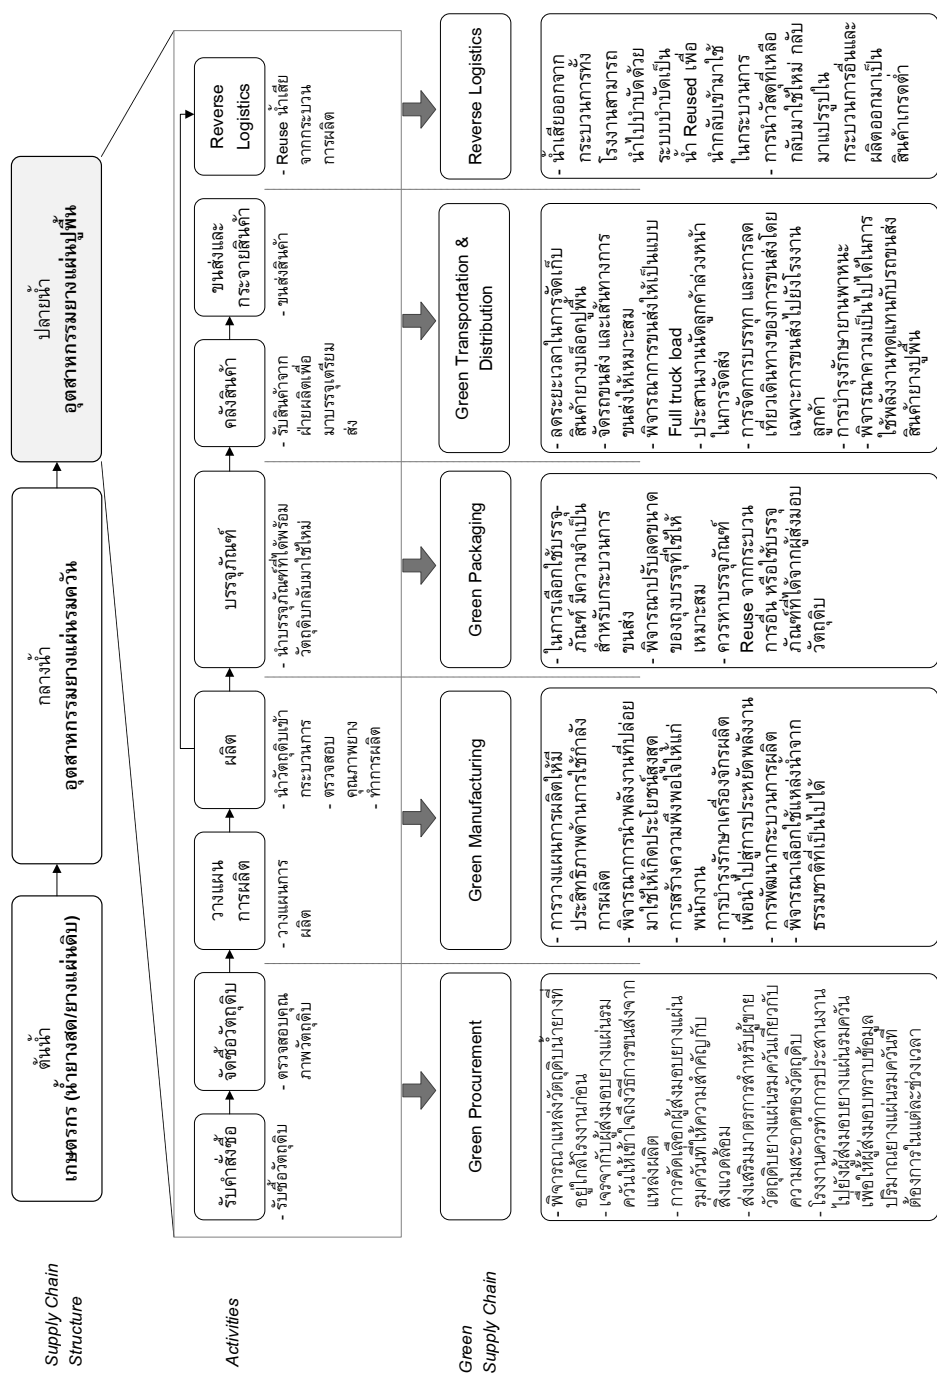 Supply Chain
Structure
ต้นน้ำ
เกษตรกร (น้ำยางสด/ยางแผ่นดิบ)
กลางน้ำ
อุตสาหกรรมยางแผ่นรมควัน
ปลายน้ำ
อุตสาหกรรมยางแผ่นปูพื้น
Activities
รับคำสั่งซื้อ
- รับซื้อวัตถุดิบ
จัดซื้อวัตถุดิบ
- ตรวจสอบคุณ
ภาพวัตถุดิบ
วางแผน
การผลิต
- วางแผนการ
ผลิต
ผลิต
- นำวัตถุดิบเข้า
กระบวนการ
- ตรวจสอบ
คุณภาพยาง
- ทำการผลิต
บรรจุภัณฑ์
- นำบรรจุภัณฑ์ที่ได้พร้อม
วัตถุดิบกลับมาใช้ใหม่
คลังสินค้า
- รับสินค้าจาก
ฝ่ายผลิตเพื่อ
มาบรรจุเตรียม
ส่ง
ขนส่งและ
กระจายสินค้า
- ขนส่งสินค้า
Reverse
Logistics
- Reuse น้ำเสีย
จากกระบวน
การผลิต
Green
Supply Chain
Green Procurement
- พิจารณาแหล่งวัตถุดิบน้ำยางที่
อยู่ใกล้โรงงานก่อน
- เจรจากับผู้ส่งมอบยางแผ่นรม
ควันให้เข้าใจถึงวิธีการขนส่งจาก
แหล่งผลิต
- การคัดเลือกผู้ส่งมอบยางแผ่น
รมควันที่ให้ความสำคัญกับ
สิ่งแวดล้อม
- ส่งเสริมมาตรการสำหรับผู้ขาย
วัตถุดิบยางแผ่นรมควันเกี่ยวกับ
ความสะอาดของวัตถุดิบ
- โรงงานควรทำการประสานงาน
ไปยังผู้ส่งมอบยางแผ่นรมควัน
เพื่อให้ผู้ส่งมอบทราบข้อมูล
ปริมาณยางแผ่นรมควันที่
ต้องการในแต่ละช่วงเวลา
Green Manufacturing
- การวางแผนการผลิตให้มี
ประสิทธิภาพด้านการใช้กำลัง
การผลิต
- พิจารณาการนำพลังงานที่ปล่อย
มาใช้ให้เกิดประโยชน์สูงสุด
- การสร้างความพึงพอใจให้แก่
พนักงาน
- การบำรุงรักษาเครื่องจักรผลิต
เพื่อนำไปสู่การประหยัดพลังงาน
- การพัฒนากระบวนการผลิต
- พิจารณาเลือกใช้แหล่งน้ำจาก
ธรรมชาติที่เป็นไปได้
Green Packaging
- ในการเลือกใช้บรรจุ-
ภัณฑ์ มีความจำเป็น
สำหรับกระบวนการ
ขนส่ง
- พิจารณาปรับลดขนาด
ของถุงบรรจุที่ใช้ให้
เหมาะสม
- ควรหาบรรจุภัณฑ์
Reuse จากกระบวน
การอื่น หรือใช้บรรจุ
ภัณฑ์ที่ได้จากผู้ส่งมอบ
วัตถุดิบ
Green Transportation &
Distribution
- ลดระยะเวลาในการจัดเก็บ
สินค้ายางบล็อคปูพื้น
- จัดรถขนส่ง และเส้นทางการ
ขนส่งให้เหมาะสม
- พิจารณาการขนส่งให้เป็นแบบ
Full truck load
- ประสานงานนัดลูกค้าล่วงหน้า
ในการจัดส่ง
- การจัดการบรรทุก และการลด
เที่ยวเดินทางของการขนส่งโดย
เฉพาะการขนส่งไปยังโรงงาน
ลูกค้า
- การบำรุงรักษายานพาหนะ
- พิจารณาความเป็นไปได้ในการ
ใช้พลังงานทดแทนกับรถขนส่ง
สินค้ายางปูพื้น
Reverse Logistics
- น้ำเสียออกจาก
กระบวนการทั้ง
โรงงานสามารถ
นำไปบำบัดด้วย
ระบบบำบัดเป็น
น้ำ Reused เพื่อ
นำกลับเข้ามาใช้
ในกระบวนการ
- การนำวัสดุที่เหลือ
กลับมาใช้ใหม่ กลับ
มาแปรรูปใน
กระบวนการอื่นและ
ผลิตออกมาเป็น
สินค้าเกรดต่ำ